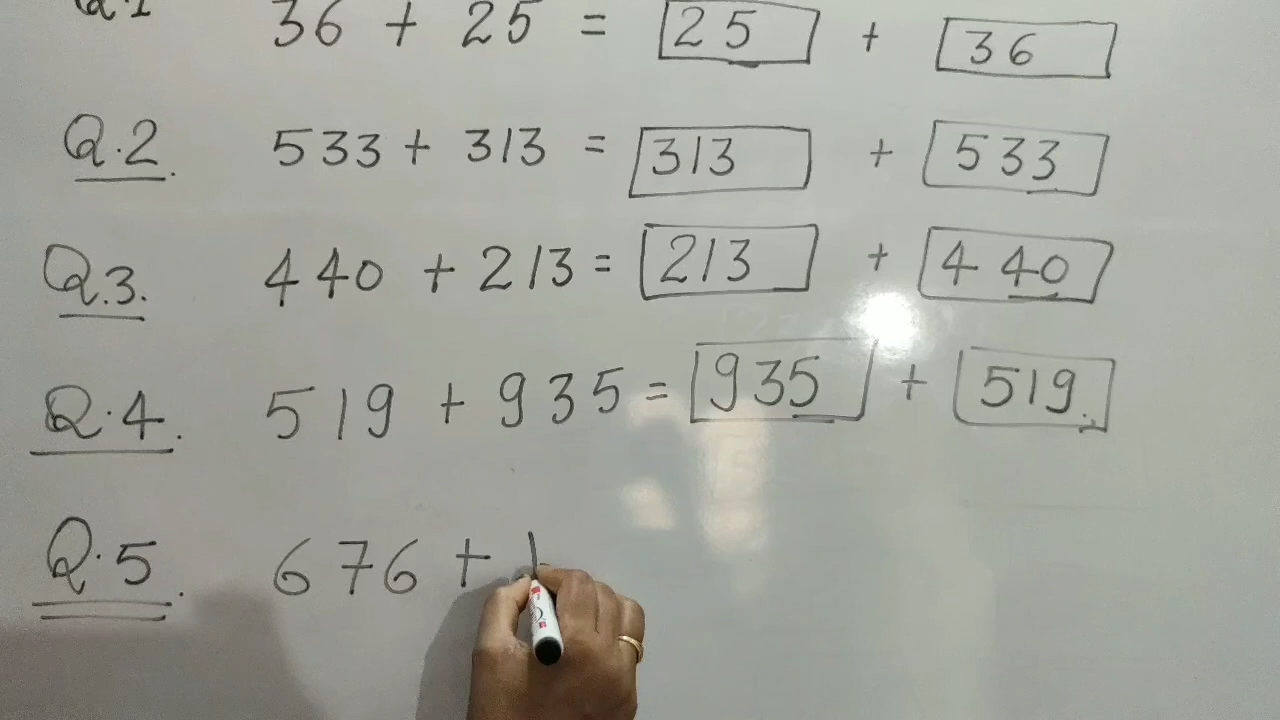 Q.1 36 + 25 = 25 + 36
Q.2. 533 + 313 = 313 + 533
Q.3. 440 + 213 = 213 + 440
Q.4. 519 + 935 = 935 + 519.
Q.5. 676 +